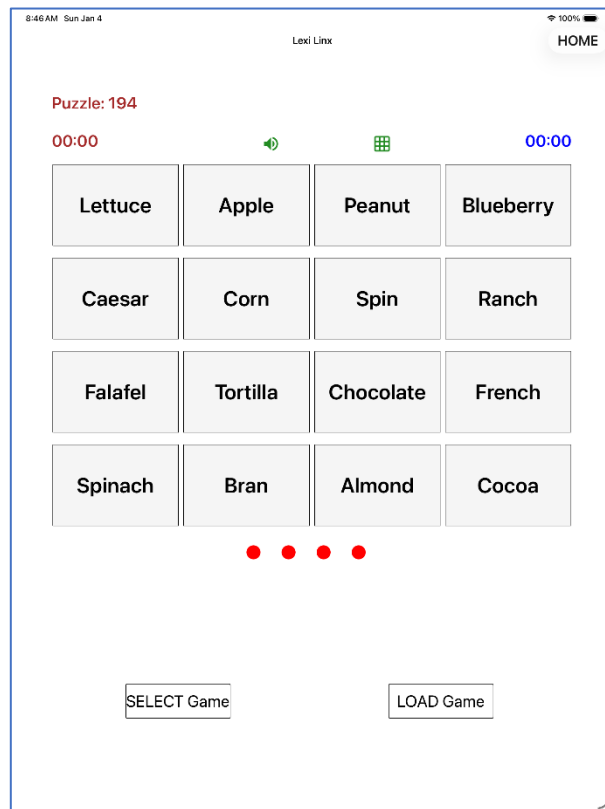 8:46 AM Sun Jan 4 100%
Lexi Linx HOME
Puzzle: 194
00:00 00:00
Lettuce Apple Peanut Blueberry
Caesar Corn Spin Ranch
Falafel Tortilla Chocolate French
Spinach Bran Almond Cocoa
SELECT Game LOAD Game